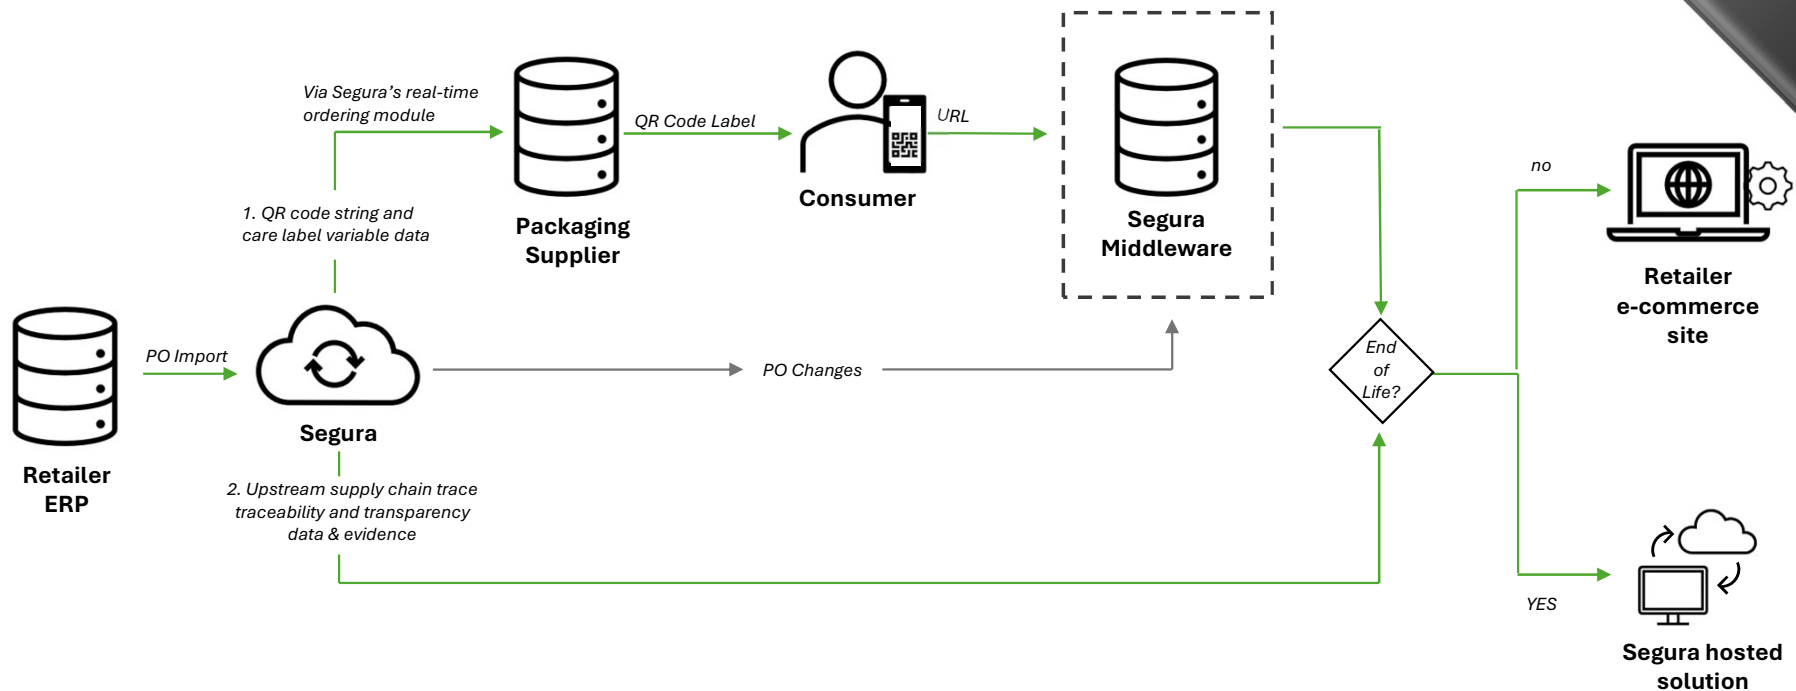 Via Segura's real-time
ordering module
QR Code Label
URL
Consumer
Packaging
Supplier
Segura
Middleware
1. QR code string and
care label variable data
no
Retailer
e-commerce
site
PO Import
PO Changes
End
of
Life?
Segura
Retailer
ERP
2. Upstream supply chain trace
traceability and transparency
data & evidence
YES
Segura hosted
solution